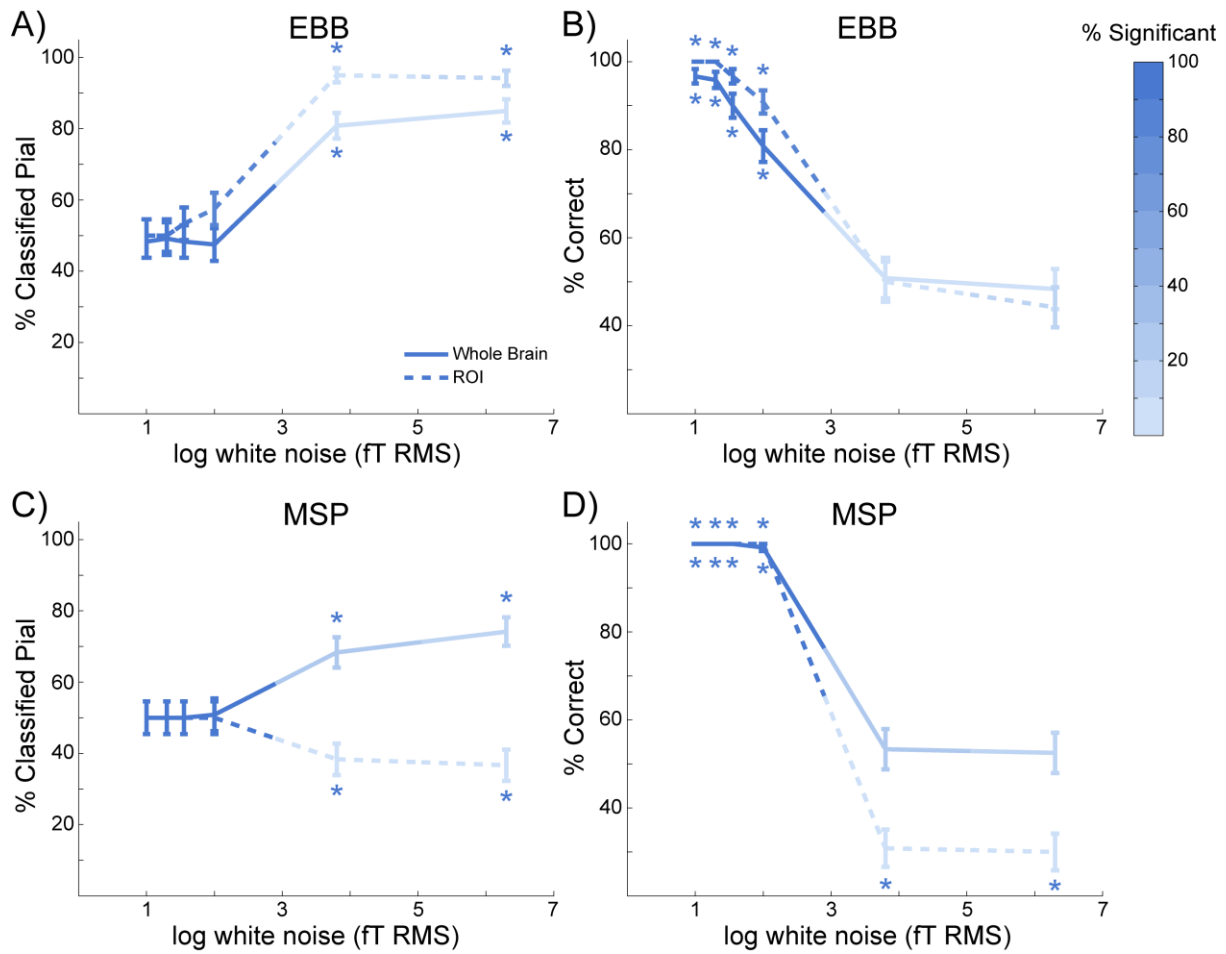 A)
EBB
% Classified Pial
100
80
60
40
20
1 3 5 7
log white noise (fT RMS)
Whole Brain
ROI
B)
EBB
% Correct
100
80
60
40
1 3 5 7
log white noise (fT RMS)
% Significant
100
80
60
40
20
C)
MSP
% Classified Pial
100
80
60
40
20
1 3 5 7
log white noise (fT RMS)
D)
MSP
% Correct
100
80
60
30
1 3 5 7
log white noise (fT RMS)